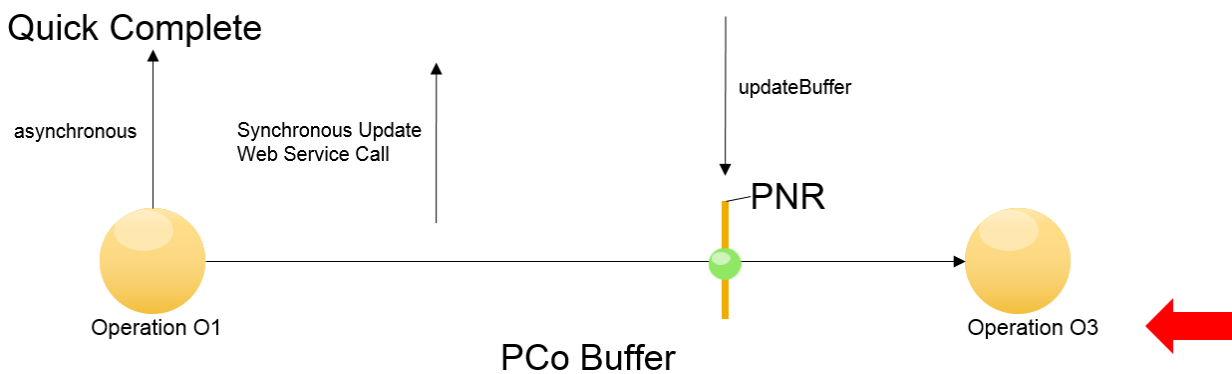 Quick Complete
updateBuffer
asynchronous
Synchronous Update
Web Service Call
PNR
Operation O1
Operation O3
PCo Buffer